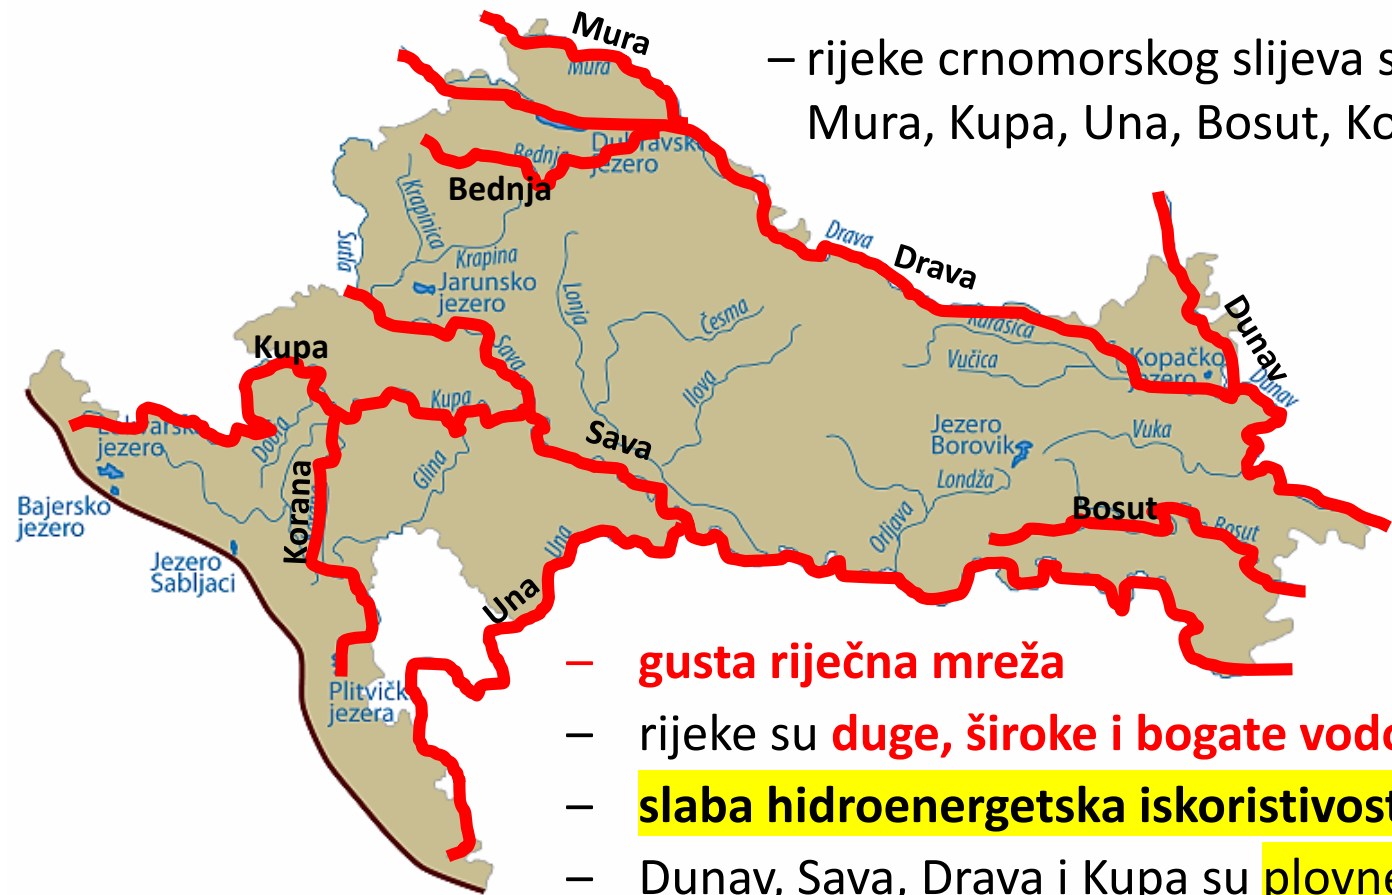 Mura
Mura
– rijeke crnomorskog slijeva s
Mura, Kupa, Una, Bosut, Ko
Dubravsko
jezero
Bednja
Bednja
Krapinica
Sutla
Krapina
Jarunsko
jezero
Lonja
Česma
Drava
Drava
Dunav
Dunav
Karašica
Vučica
Kopačko
jezero
Kupa
Kupa
Sava
Sava
Ilova
Jezero
Borovik
Vuka
Londža
Dobra
jezero
Glina
Korana
Bajersko
jezero
Jezero
Sabljaci
Una
Una
Orljava
Bosut
Bosut
Plitvičk
jezera
– gusta riječna mreža
– rijeke su duge, široke i bogate vodo
– slaba hidroenergetska iskoristivost
– Dunav, Sava, Drava i Kupa su plovne